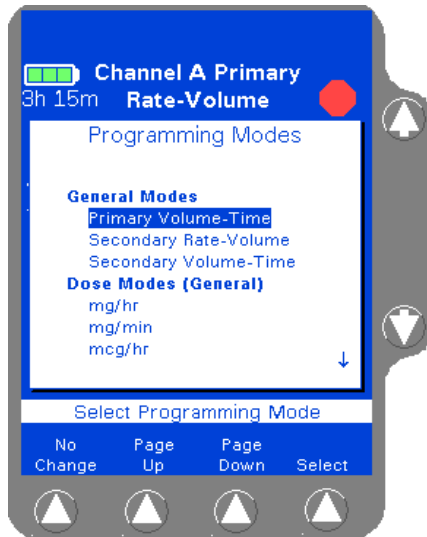 Channel A Primary
3h 15m Rate-Volume
Programming Modes
General Modes
Primary Volume-Time
Secondary Rate-Volume
Secondary Volume-Time
Dose Modes (General)
mg/hr
mg/min
mcg/hr
↓
Select Programming Mode
No Page Page
Change Up Down Select